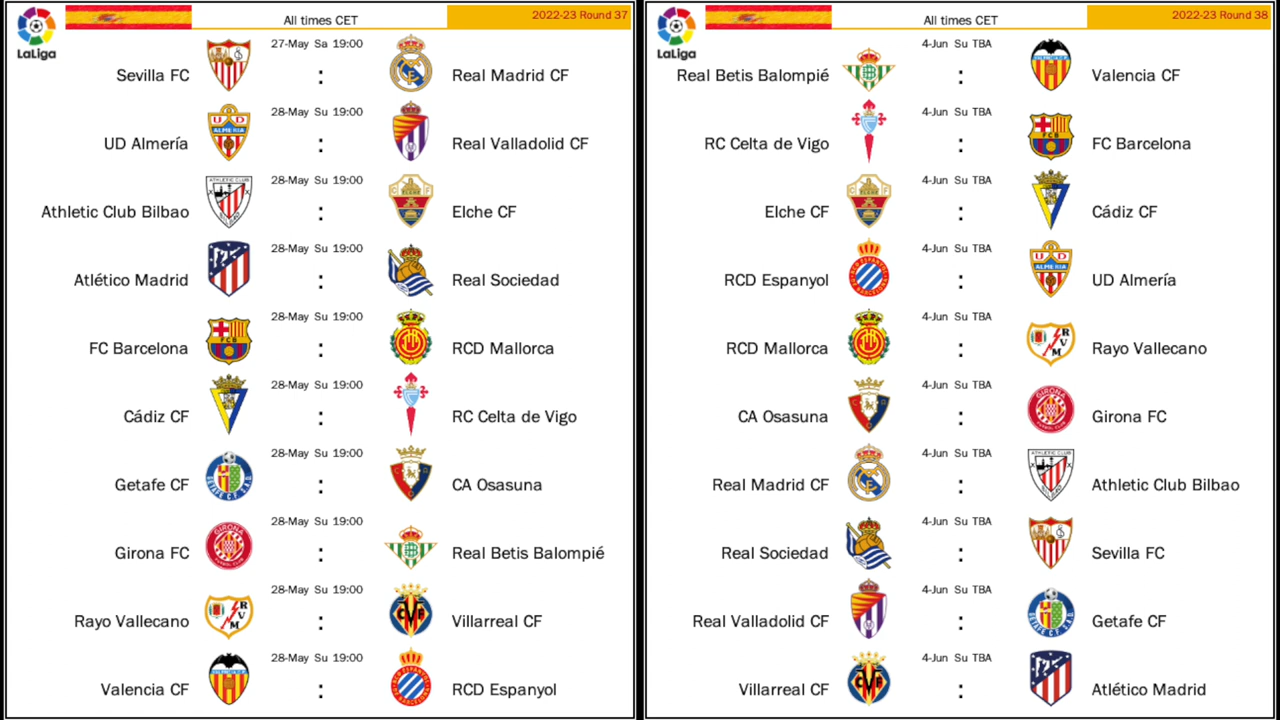 LaLiga
All times CET
2022-23 Round 37
27-May Sa 19:00
Sevilla FC : Real Madrid CF
28-May Su 19:00
UD Almería : Real Valladolid CF
28-May Su 19:00
Athletic Club Bilbao : Elche CF
28-May Su 19:00
Atlético Madrid : Real Sociedad
28-May Su 19:00
FC Barcelona : RCD Mallorca
28-May Su 19:00
Cádiz CF : RC Celta de Vigo
28-May Su 19:00
Getafe CF : CA Osasuna
28-May Su 19:00
Girona FC : Real Betis Balompié
28-May Su 19:00
Rayo Vallecano : Villarreal CF
28-May Su 19:00
Valencia CF : RCD Espanyol
LaLiga
All times CET
2022-23 Round 38
4-Jun Su TBA
Real Betis Balompié : Valencia CF
4-Jun Su TBA
RC Celta de Vigo : FC Barcelona
4-Jun Su TBA
Elche CF : Cádiz CF
4-Jun Su TBA
RCD Espanyol : UD Almería
4-Jun Su TBA
RCD Mallorca : Rayo Vallecano
4-Jun Su TBA
CA Osasuna : Girona FC
4-Jun Su TBA
Real Madrid CF : Athletic Club Bilbao
4-Jun Su TBA
Real Sociedad : Sevilla FC
4-Jun Su TBA
Real Valladolid CF : Getafe CF
4-Jun Su TBA
Villarreal CF : Atlético Madrid